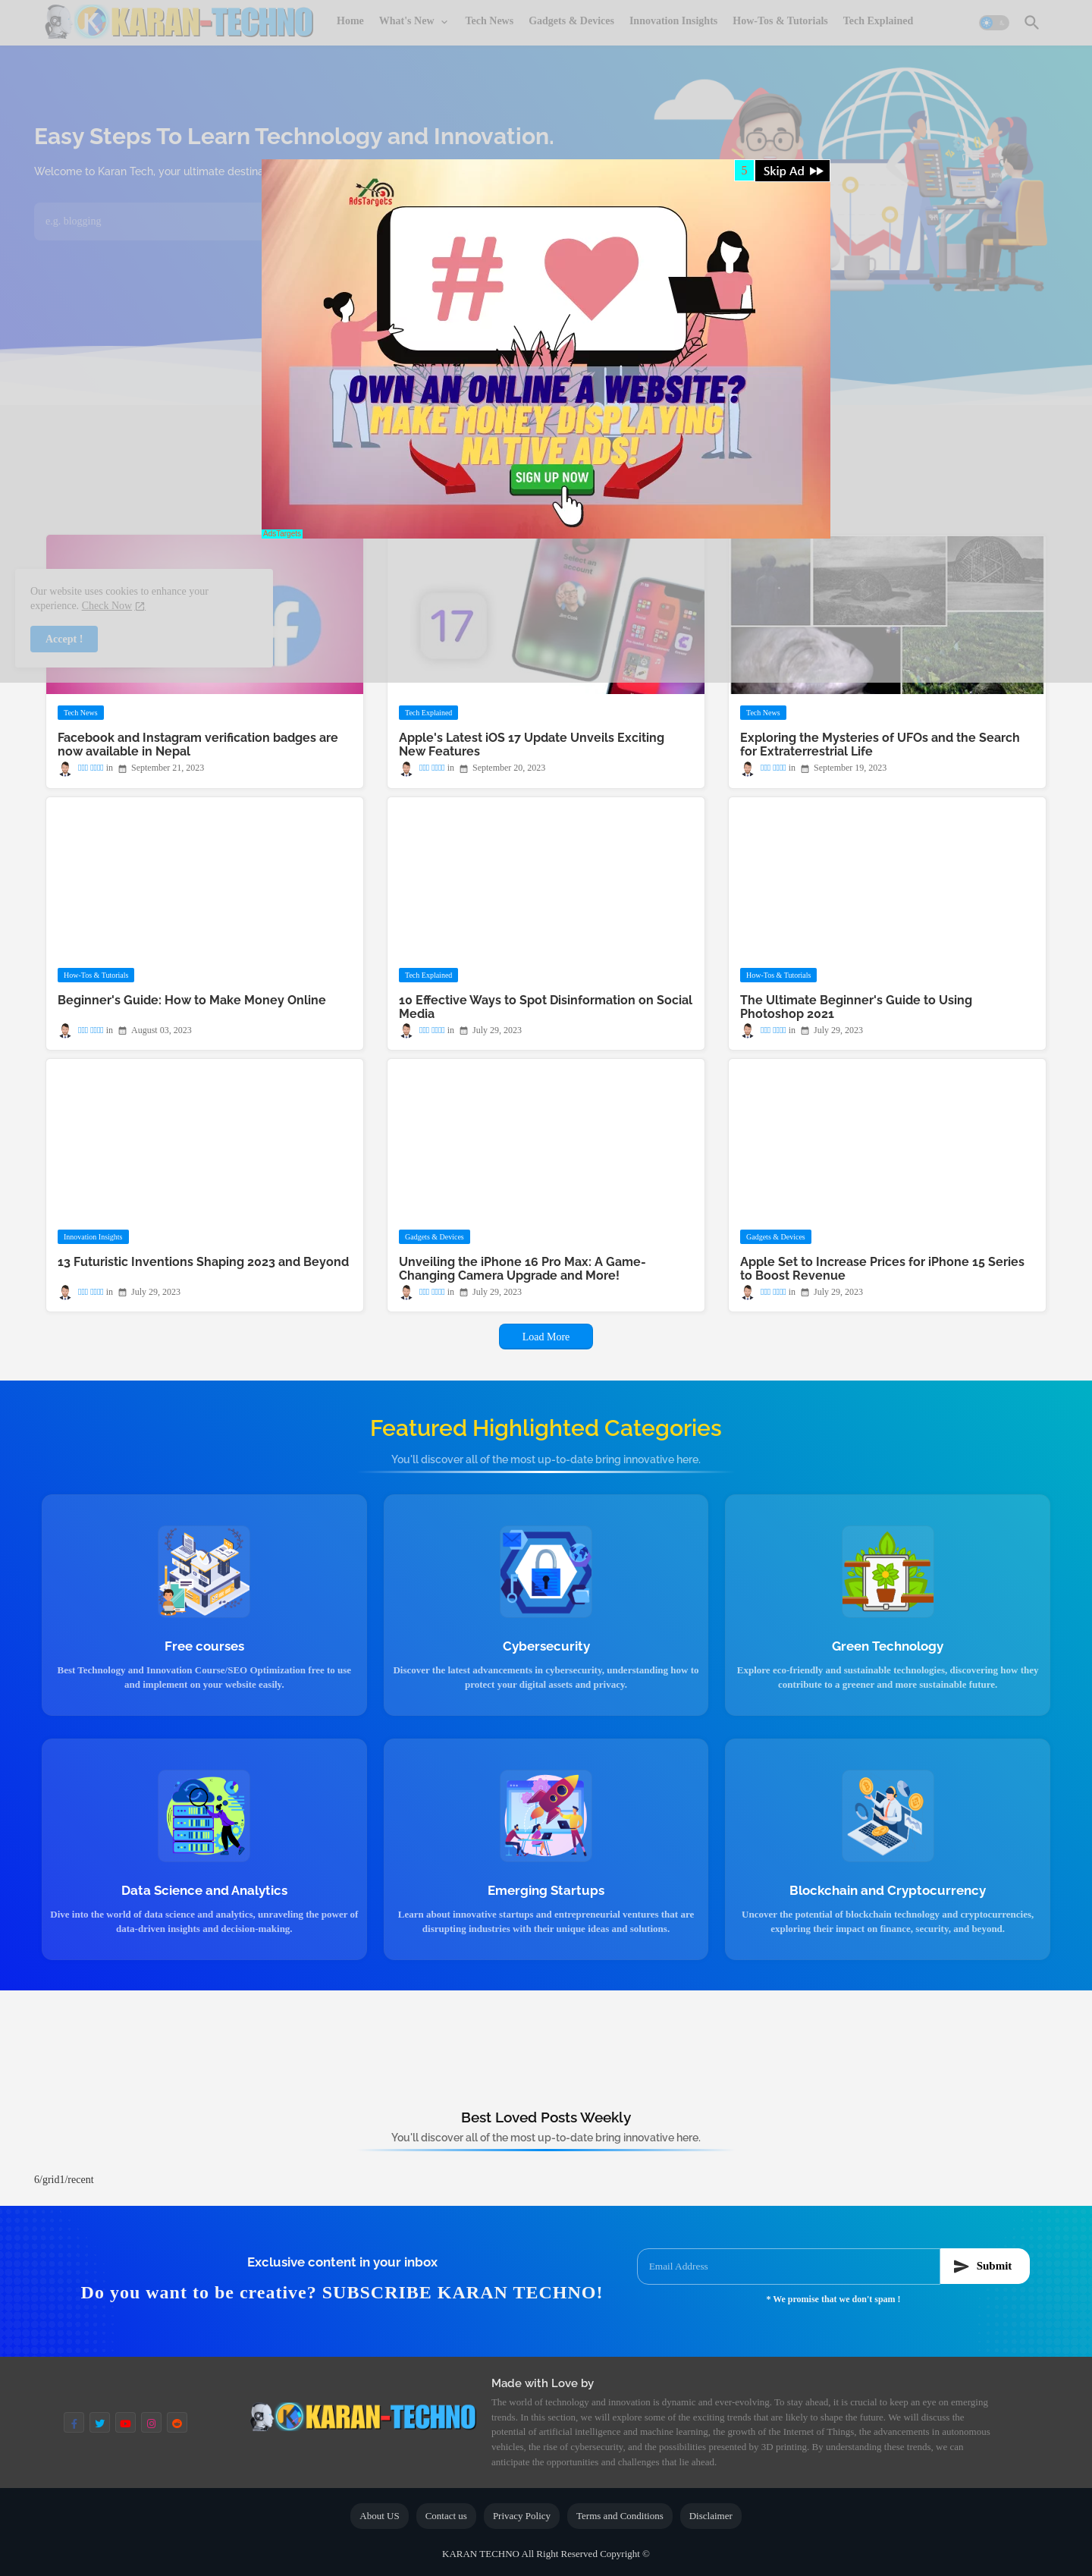 KARAN-TECHNO
Home What's New Tech News Gadgets & Devices Innovation Insights How-Tos & Tutorials Tech Explained
Easy Steps To Learn Technology and Innovation.
Welcome to Karan Tech, your ultimate
e.g. blogging
5 Skip Ad
AdsTargets
#
OWN AN ONLINE A WEBSITE?
MAKE MONEY DISPLAYING
NATIVE ADS!
SIGN UP NOW
AdsTargets
Our website uses cookies to enhance your
experience. Check Now
Accept !
Select an
account
17
Tech News
Facebook and Instagram verification badges are
now available in Nepal
in September 21, 2023
Tech Explained
Apple's Latest iOS 17 Update Unveils Exciting
New Features
in September 20, 2023
Tech News
Exploring the Mysteries of UFOs and the Search
for Extraterrestrial Life
in September 19, 2023
How-Tos & Tutorials
Beginner's Guide: How to Make Money Online
in August 03, 2023
Tech Explained
10 Effective Ways to Spot Disinformation on Social
Media
in July 29, 2023
How-Tos & Tutorials
The Ultimate Beginner's Guide to Using
Photoshop 2021
in July 29, 2023
Innovation Insights
13 Futuristic Inventions Shaping 2023 and Beyond
in July 29, 2023
Gadgets & Devices
Unveiling the iPhone 16 Pro Max: A Game-
Changing Camera Upgrade and More!
in July 29, 2023
Gadgets & Devices
Apple Set to Increase Prices for iPhone 15 Series
to Boost Revenue
in July 29, 2023
Load More
Featured Highlighted Categories
You'll discover all of the most up-to-date bring innovative here.
Free courses
Best Technology and Innovation Course/SEO Optimization free to use
and implement on your website easily.
Cybersecurity
Discover the latest advancements in cybersecurity, understanding how to
protect your digital assets and privacy.
Green Technology
Explore eco-friendly and sustainable technologies, discovering how they
contribute to a greener and more sustainable future.
Data Science and Analytics
Dive into the world of data science and analytics, unraveling the power of
data-driven insights and decision-making.
Emerging Startups
Learn about innovative startups and entrepreneurial ventures that are
disrupting industries with their unique ideas and solutions.
Blockchain and Cryptocurrency
Uncover the potential of blockchain technology and cryptocurrencies,
exploring their impact on finance, security, and beyond.
Best Loved Posts Weekly
You'll discover all of the most up-to-date bring innovative here.
6/grid1/recent
Exclusive content in your inbox
Do you want to be creative? SUBSCRIBE KARAN TECHNO!
Email Address
Submit
* We promise that we don't spam !
KARAN-TECHNO
Made with Love by
The world of technology and innovation is dynamic and ever-evolving. To stay ahead, it is crucial to keep an eye on emerging
trends. In this section, we will explore some of the exciting trends that are likely to shape the future. We will discuss the
potential of artificial intelligence and machine learning, the growth of the Internet of Things, the advancements in autonomous
vehicles, the rise of cybersecurity, and the possibilities presented by 3D printing. By understanding these trends, we can
anticipate the opportunities and challenges that lie ahead.
About US Contact us Privacy Policy Terms and Conditions Disclaimer
KARAN TECHNO All Right Reserved Copyright ©